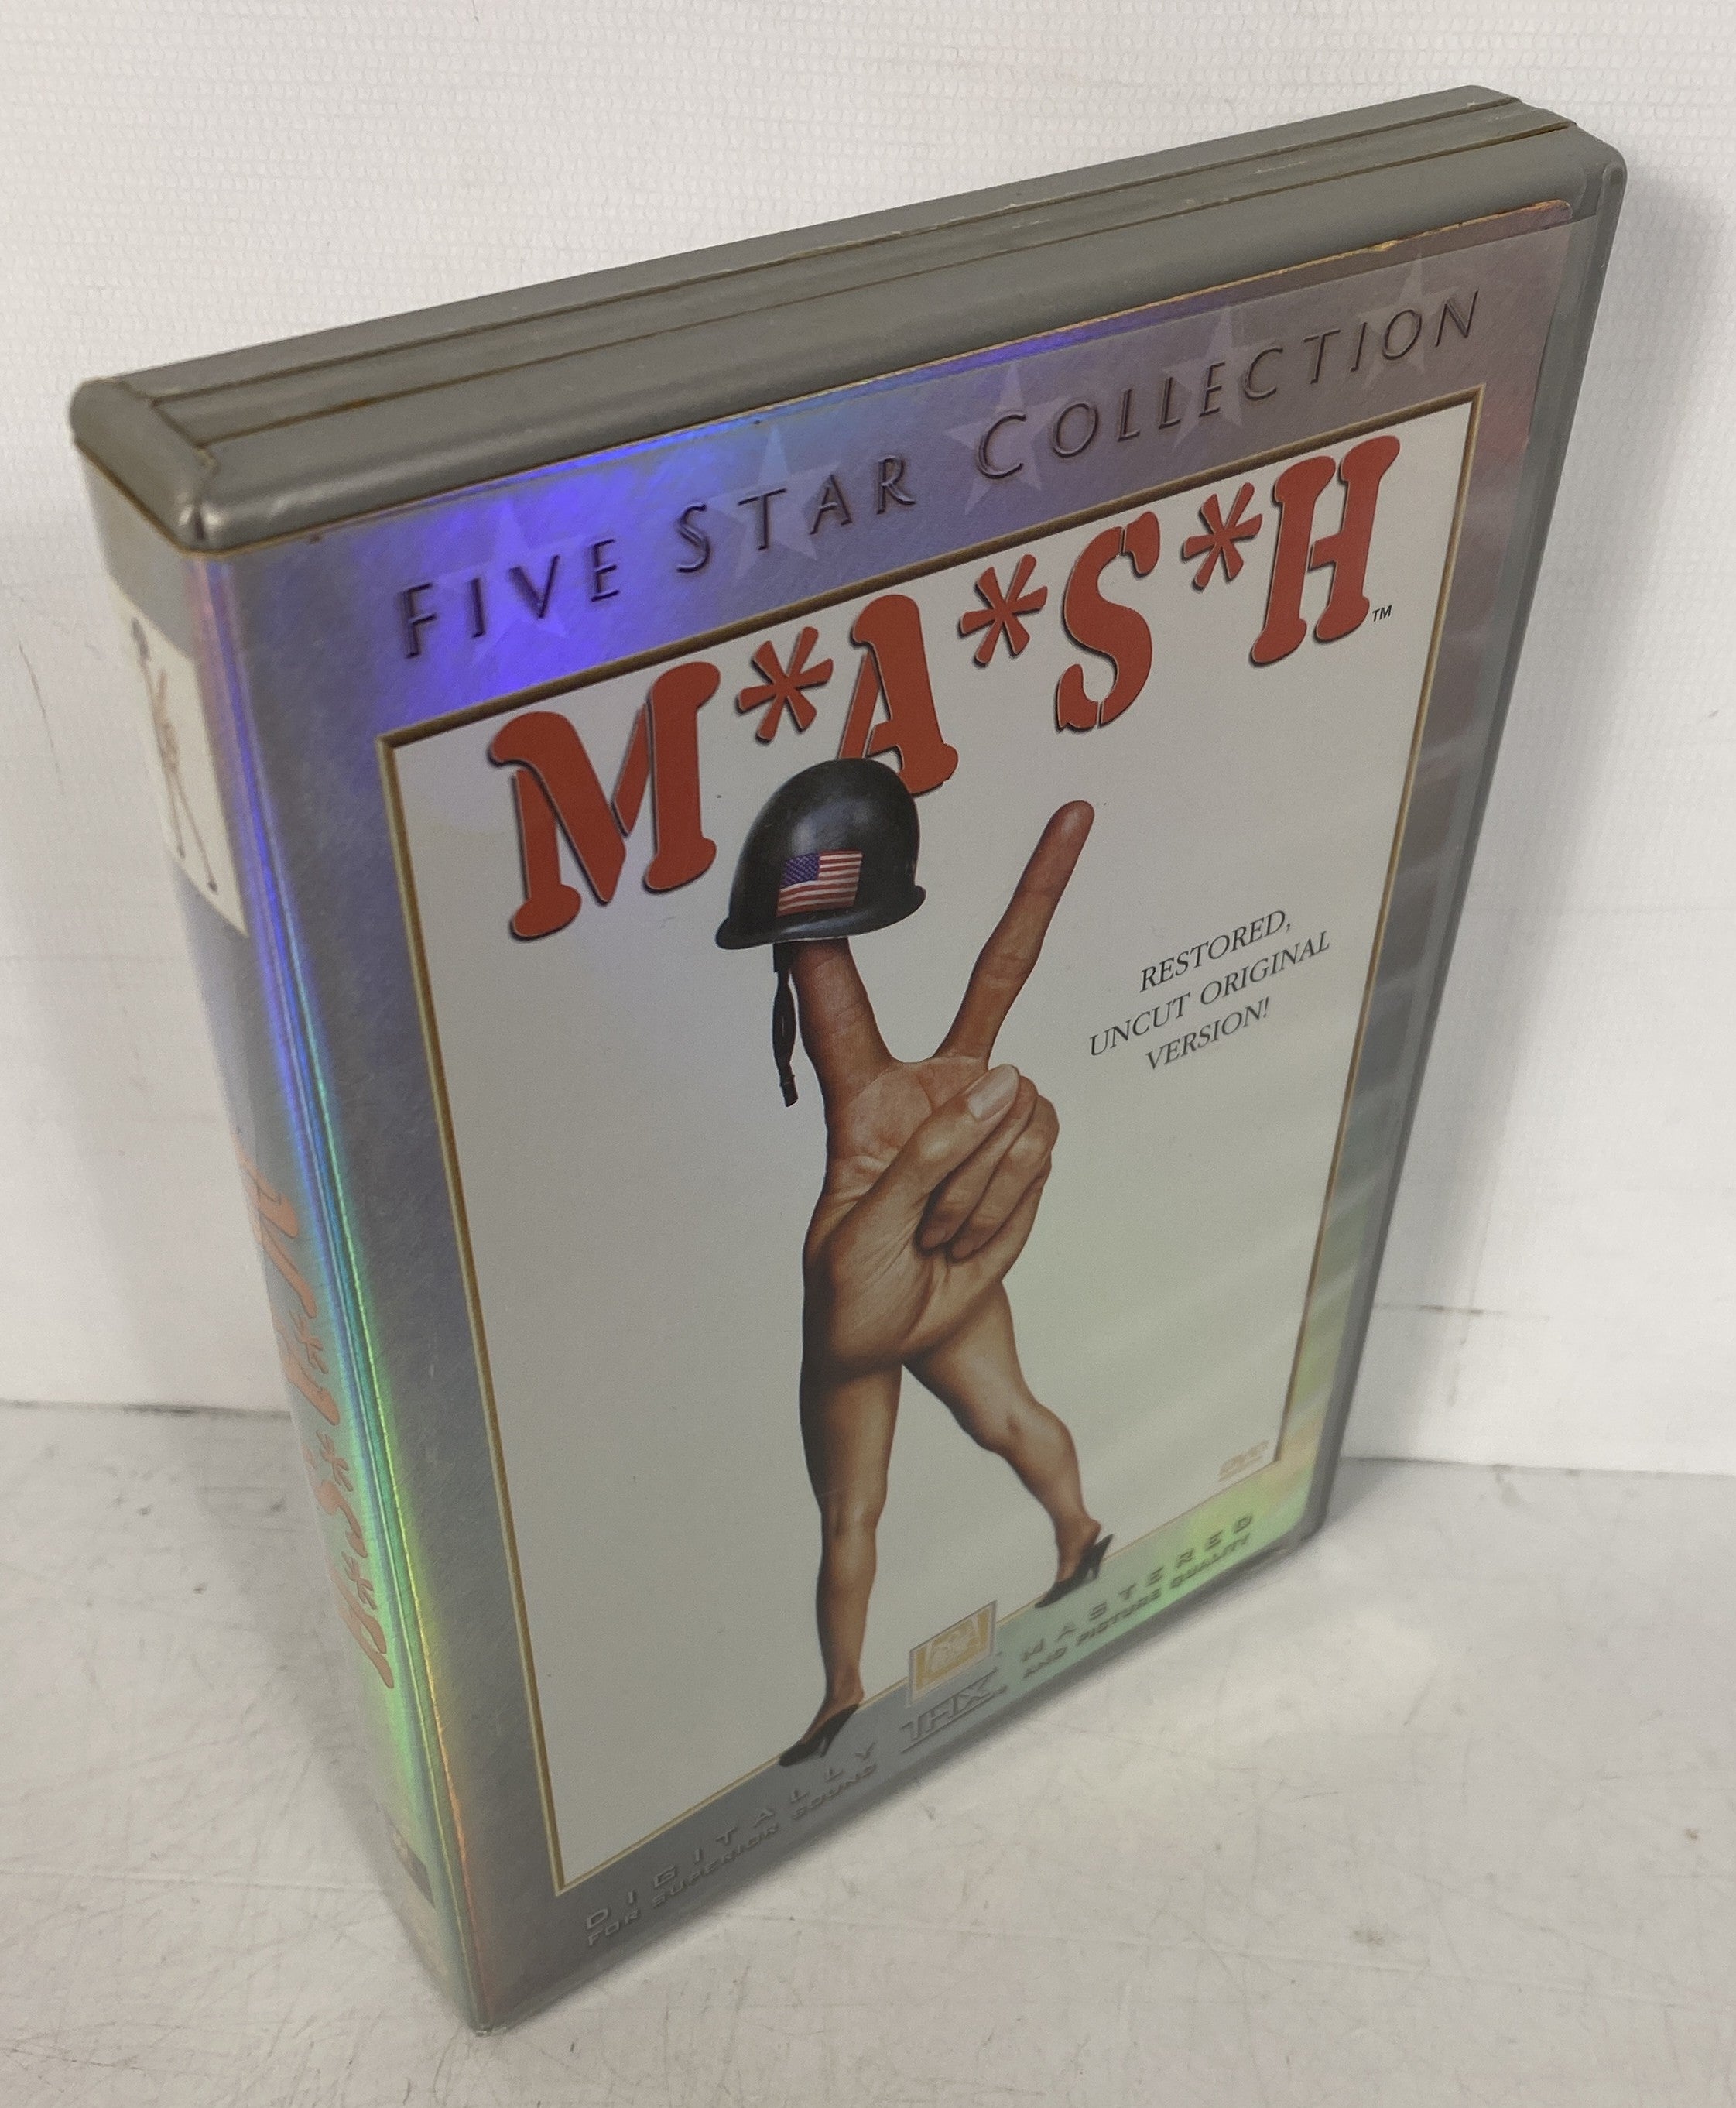 FIVE STAR COLLECTION
M*A*S*H™
RESTORED,
UNCUT ORIGINAL
VERSION!
DVD
DIGITALLY THX MASTERED
FOR SUPERIOR SOUND AND PICTURE QUALITY
M*A*S*H